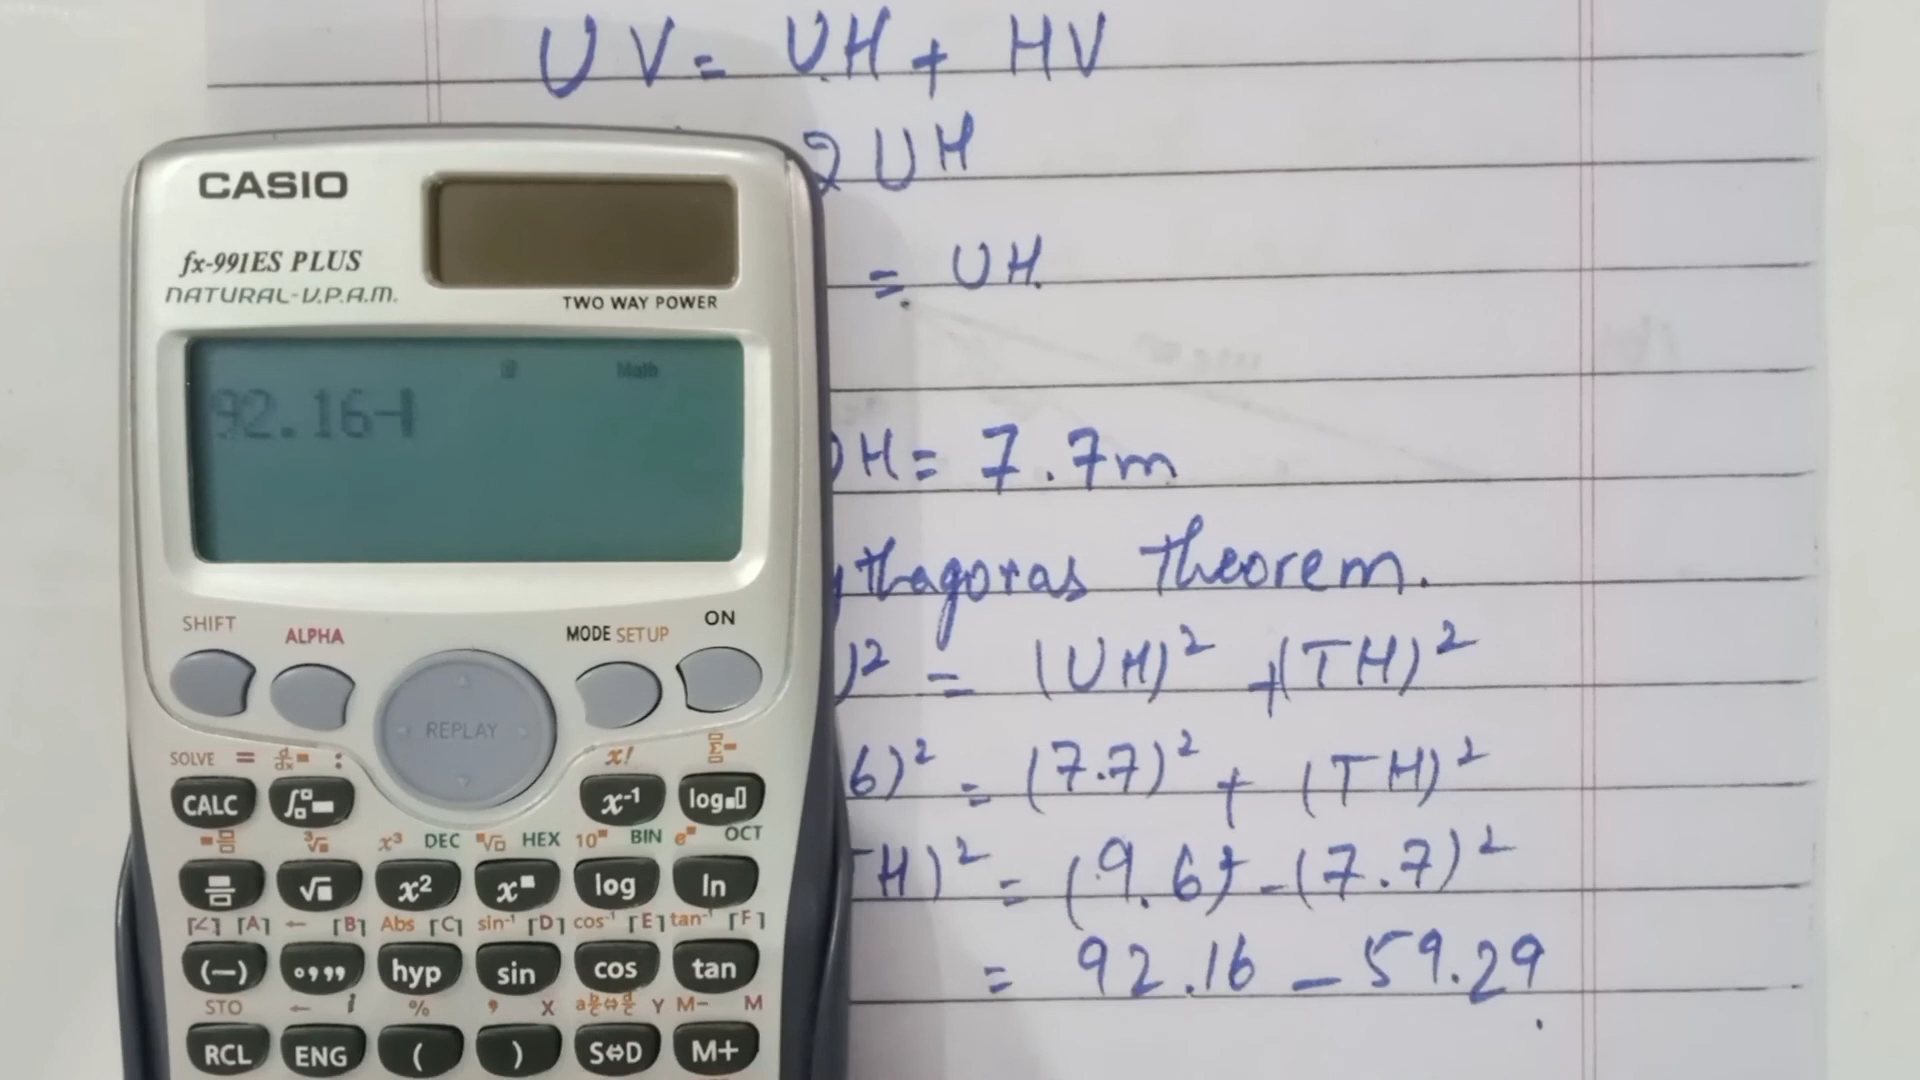 UV = UH + HV
2UH
= UH.
H = 7.7m
thagoras theorem.
)² = (UH)² + (TH)²
6)² = (7.7)² + (TH)²
H)² = (9.6)² - (7.7)²
= 92.16 - 59.29
CASIO
fx-991ES PLUS
NATURAL-V.P.A.M.
TWO WAY POWER
Math
92.16-
SHIFT ALPHA MODE SETUP ON
REPLAY
SOLVE = d/dx : x! Σ
CALC ∫ x⁻¹ log
³√ x³ DEC √ HEX 10 BIN e OCT
√ x² x log ln
∠ A ← B Abs C sin⁻¹ D cos⁻¹ E tan⁻¹ F
(−) °'" hyp sin cos tan
STO ← i % , X a b/c⇔d/c Y M− M
RCL ENG ( ) S⇔D M+